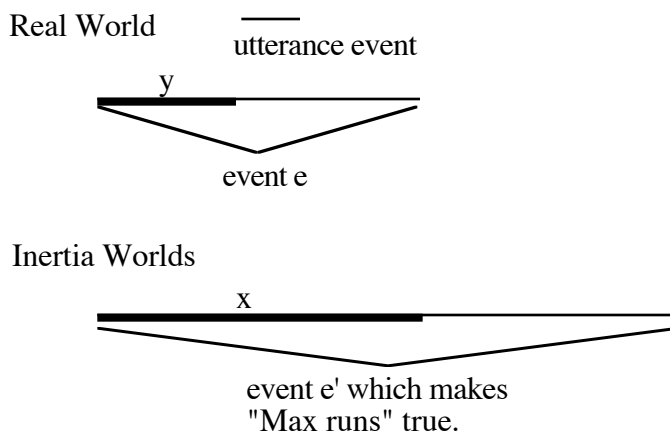 Real World
utterance event
y
event e
Inertia Worlds
x
event e' which makes
"Max runs" true.